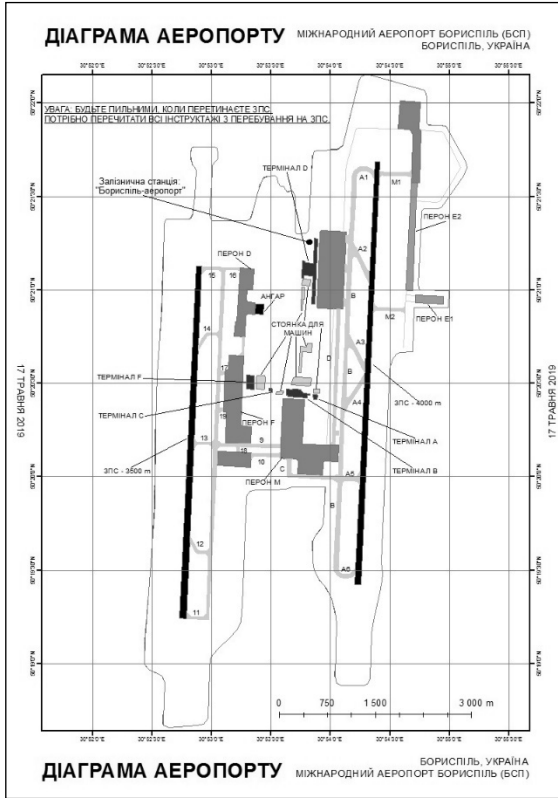 ДІАГРАМА АЕРОПОРТУ
МІЖНАРОДНИЙ АЕРОПОРТ БОРИСПІЛЬ (БСП)
БОРИСПІЛЬ, УКРАЇНА
УВАГА: БУДЬТЕ ПИЛЬНИМИ, КОЛИ ПЕРЕТИНАЄТЕ ЗПС.
ПОТРІБНО ПЕРЕЧИТАТИ ВСІ ІНСТРУКТАЖІ З ПЕРЕБУВАННЯ НА ЗПС.
ТЕРМІНАЛ D
Залізнична станція:
"Бориспіль-аеропорт"
A1
M1
ПЕРОН E2
A2
ПЕРОН D
15
16
B
АНГАР
M2
ПЕРОН E1
14
СТОЯНКА ДЛЯ
МАШИН
A3
D
17
B
ТЕРМІНАЛ F
ЗПС - 4000 m
A4
ТЕРМІНАЛ C
19
ПЕРОН F
ТЕРМІНАЛ A
13
9
18
ТЕРМІНАЛ B
ЗПС - 3500 m
10
C
A5
ПЕРОН M
B
12
A6
11
17 ТРАВНЯ 2019
17 ТРАВНЯ 2019
0 750 1 500 3 000 m
ДІАГРАМА АЕРОПОРТУ
БОРИСПІЛЬ, УКРАЇНА
МІЖНАРОДНИЙ АЕРОПОРТ БОРИСПІЛЬ (БСП)